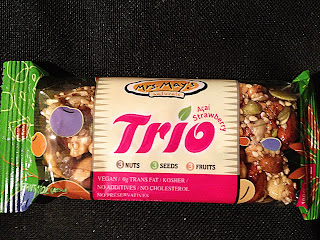 Mrs. May's
Trio
Açai
Strawberry
3 NUTS 3 SEEDS 3 FRUITS
VEGAN / 0g TRANS FAT / KOSHER /
NO ADDITIVES / NO CHOLESTEROL
NO PRESERVATIVES